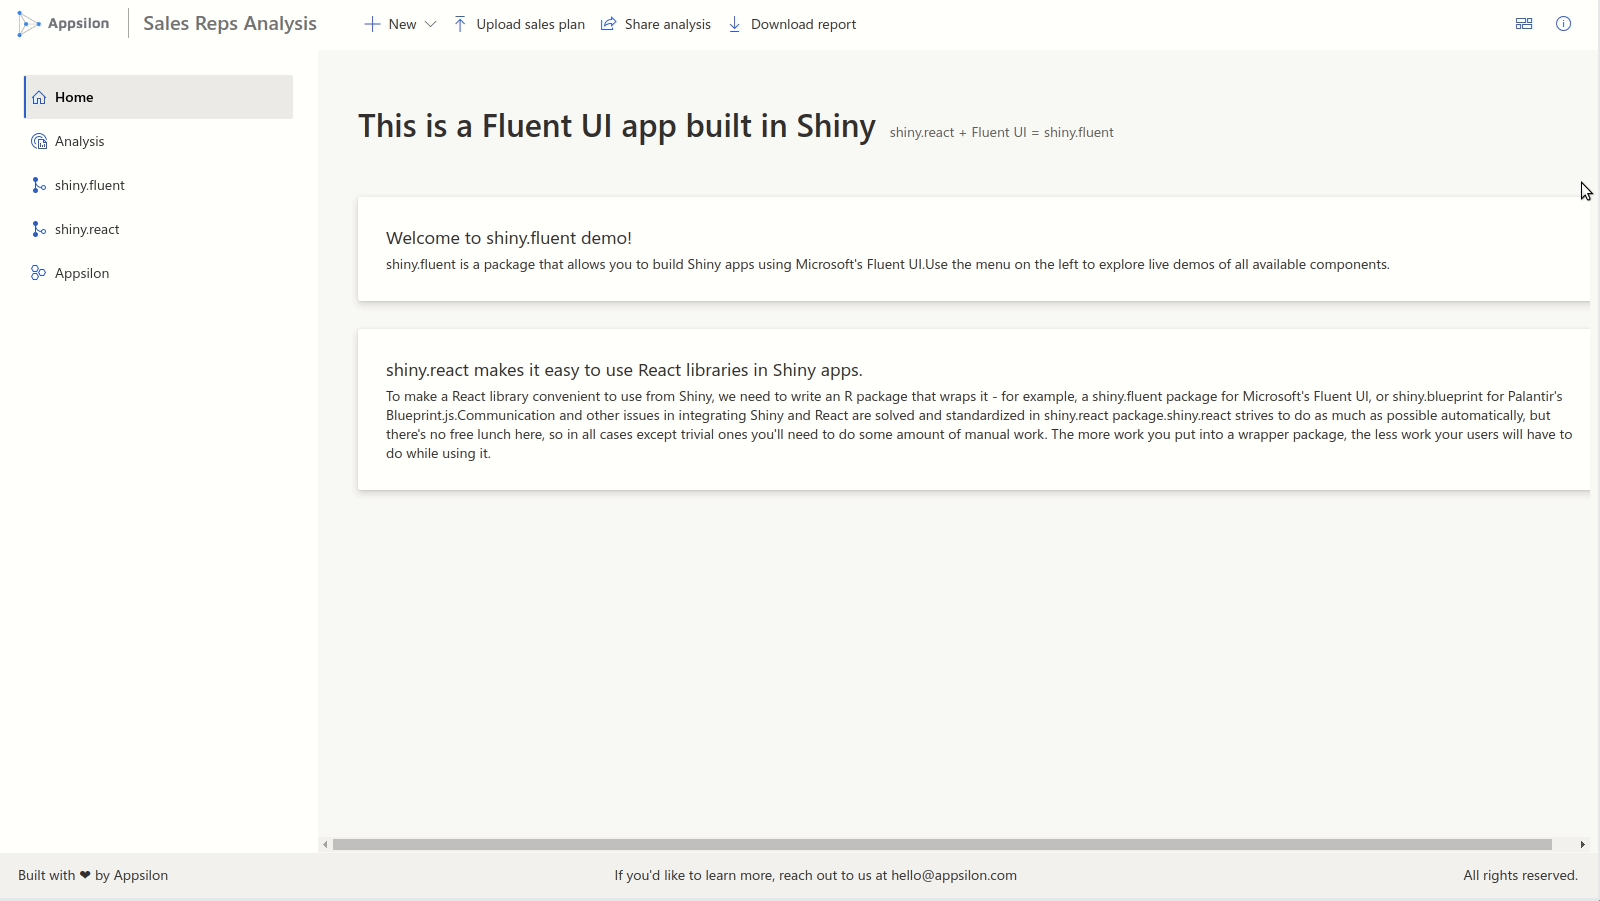 Appsilon
Sales Reps Analysis
New
Upload sales plan
Share analysis
Download report
Home
Analysis
shiny.fluent
shiny.react
Appsilon
This is a Fluent UI app built in Shiny
shiny.react + Fluent UI = shiny.fluent
Welcome to shiny.fluent demo!
shiny.fluent is a package that allows you to build Shiny apps using Microsoft's Fluent UI.Use the menu on the left to explore live demos of all available components.
shiny.react makes it easy to use React libraries in Shiny apps.
To make a React library convenient to use from Shiny, we need to write an R package that wraps it - for example, a shiny.fluent package for Microsoft's Fluent UI, or shiny.blueprint for Palantir's
Blueprint.js.Communication and other issues in integrating Shiny and React are solved and standardized in shiny.react package.shiny.react strives to do as much as possible automatically, but
there's no free lunch here, so in all cases except trivial ones you'll need to do some amount of manual work. The more work you put into a wrapper package, the less work your users will have to
do while using it.
Built with ❤ by Appsilon
If you'd like to learn more, reach out to us at hello@appsilon.com
All rights reserved.